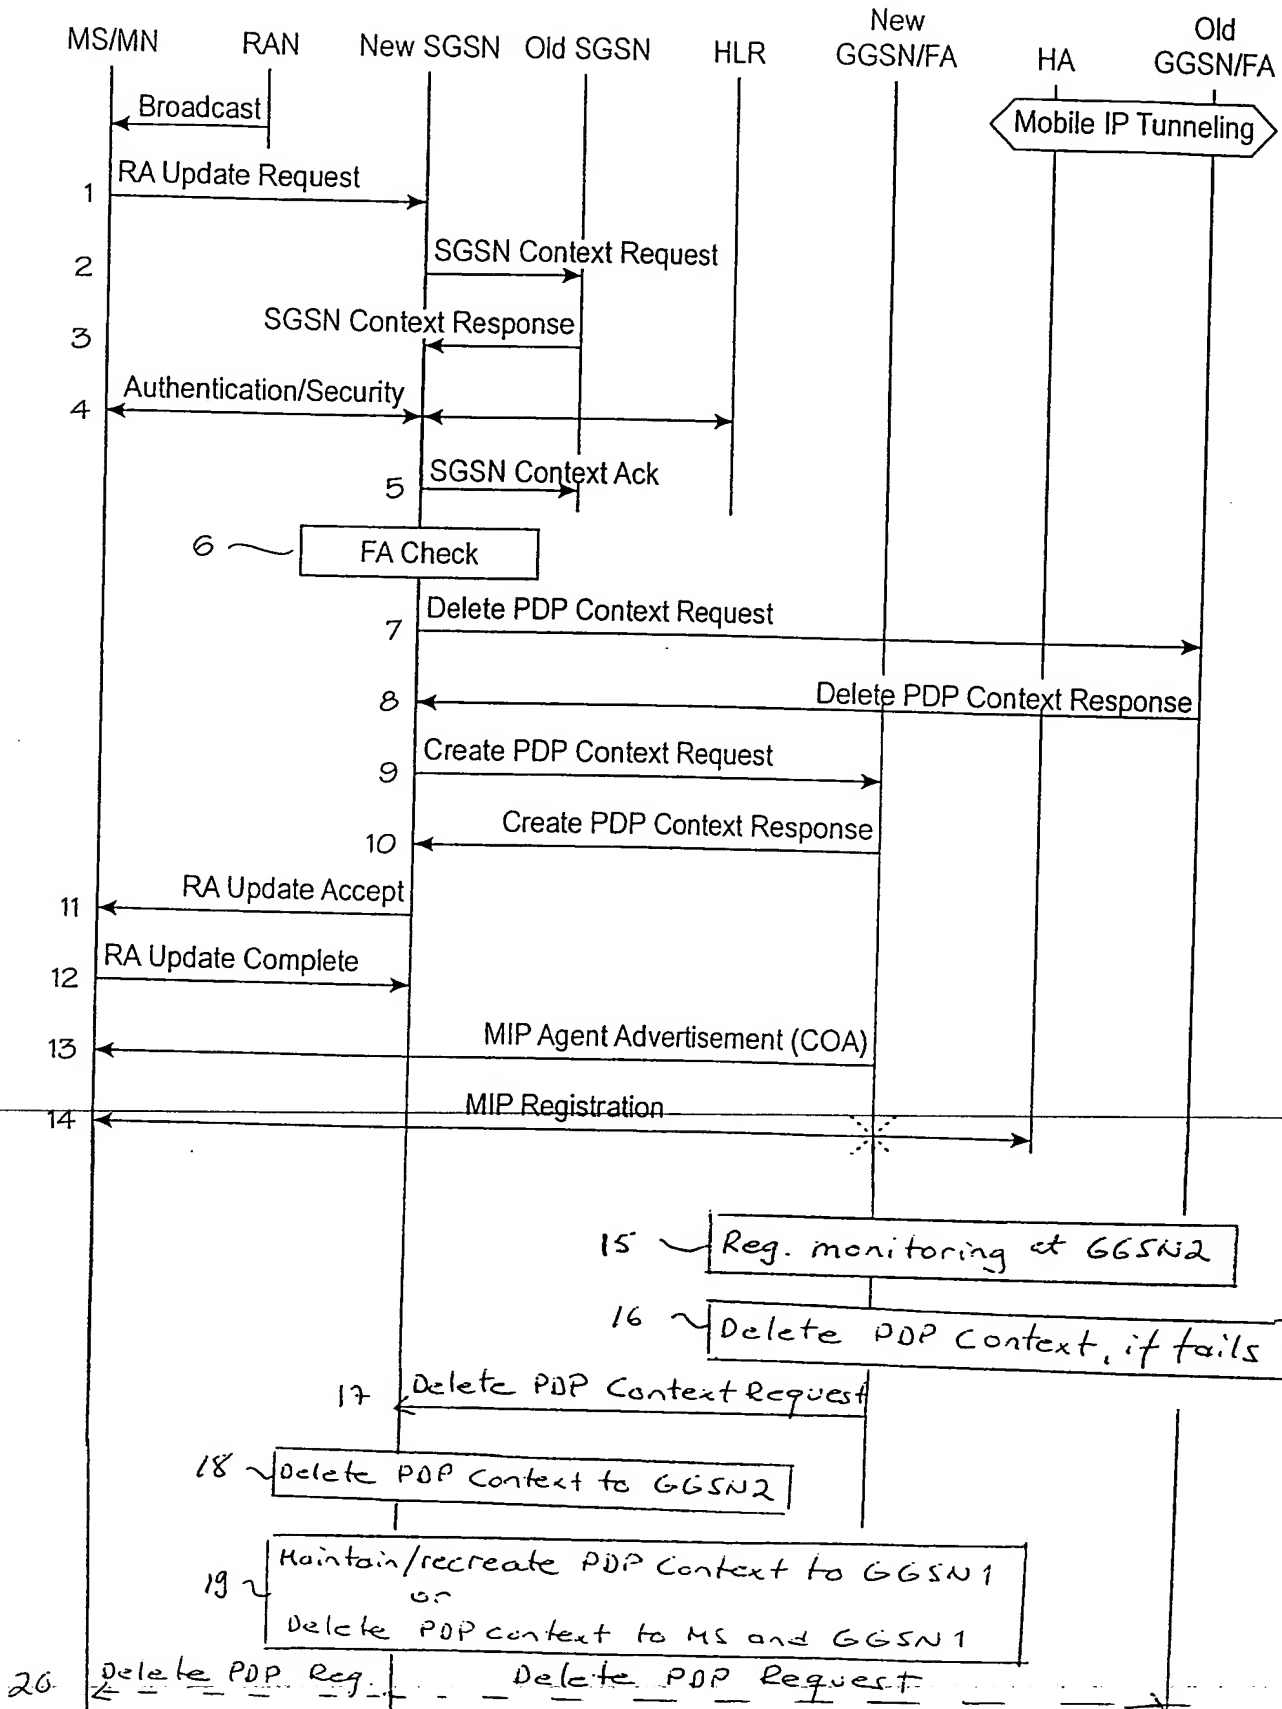 MS/MN RAN New SGSN Old SGSN HLR New GGSN/FA HA Old GGSN/FA
Broadcast
Mobile IP Tunneling
1 RA Update Request
2 SGSN Context Request
3 SGSN Context Response
4 Authentication/Security
5 SGSN Context Ack
6 FA Check
7 Delete PDP Context Request
8 Delete PDP Context Response
9 Create PDP Context Request
10 Create PDP Context Response
11 RA Update Accept
12 RA Update Complete
13 MIP Agent Advertisement (COA)
14 MIP Registration
15 Reg. monitoring at GGSN2
16 Delete PDP Context, if fails
17 Delete PDP Context Request
18 Delete PDP Context to GGSN2
19 Maintain/recreate PDP Context to GGSN1
or
Delete PDP context to MS and GGSN1
20 Delete PDP Req. Delete PDP Request